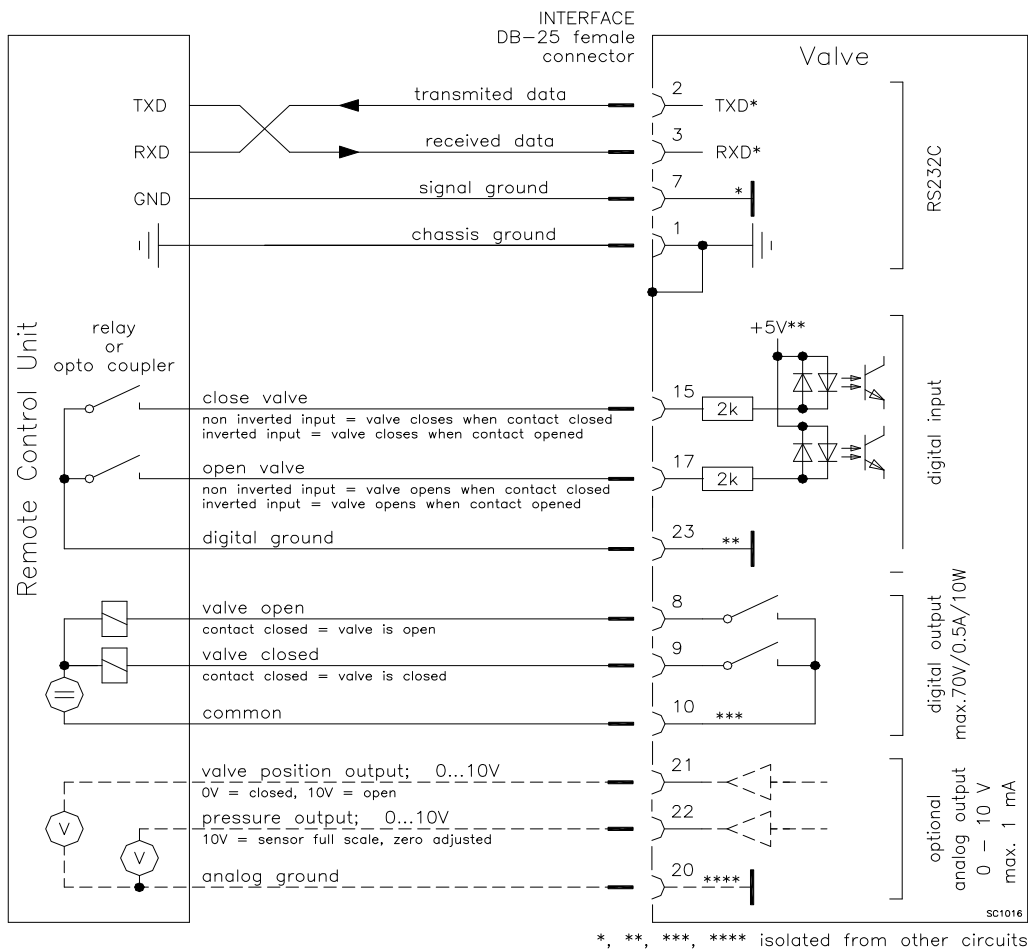 INTERFACE
DB-25 female
connector
Valve
Remote Control Unit
TXD
transmited data
2
TXD*
RXD
received data
3
RXD*
GND
signal ground
7
*
chassis ground
1
RS232C
relay
or
opto coupler
+5V**
close valve
15
2k
non inverted input = valve closes when contact closed
inverted input = valve closes when contact opened
open valve
17
2k
non inverted input = valve opens when contact closed
inverted input = valve opens when contact opened
digital ground
23
**
digital input
valve open
8
contact closed = valve is open
valve closed
9
contact closed = valve is closed
common
10
***
digital output
max.70V/0.5A/10W
valve position output; 0...10V
21
0V = closed, 10V = open
V
pressure output; 0...10V
22
10V = sensor full scale, zero adjusted
V
analog ground
20
****
optional
analog output
0 - 10 V
max. 1 mA
SC1016
*, **, ***, **** isolated from other circuits